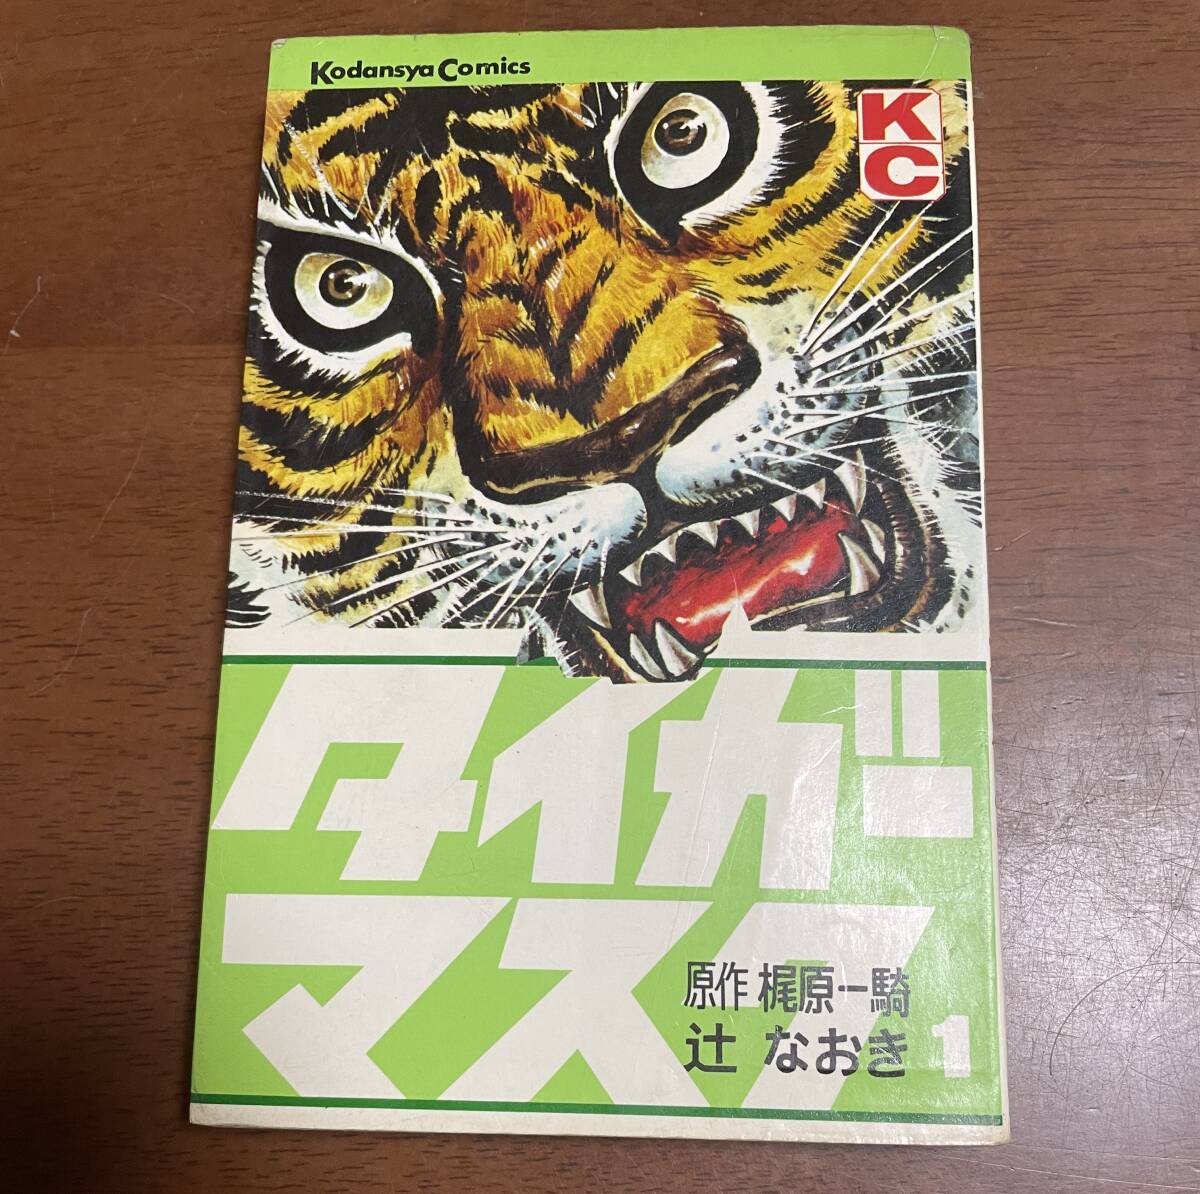 Kodansya Comics
K
C
タイガー
マスク
原作 梶原一騎
辻 なおき
1